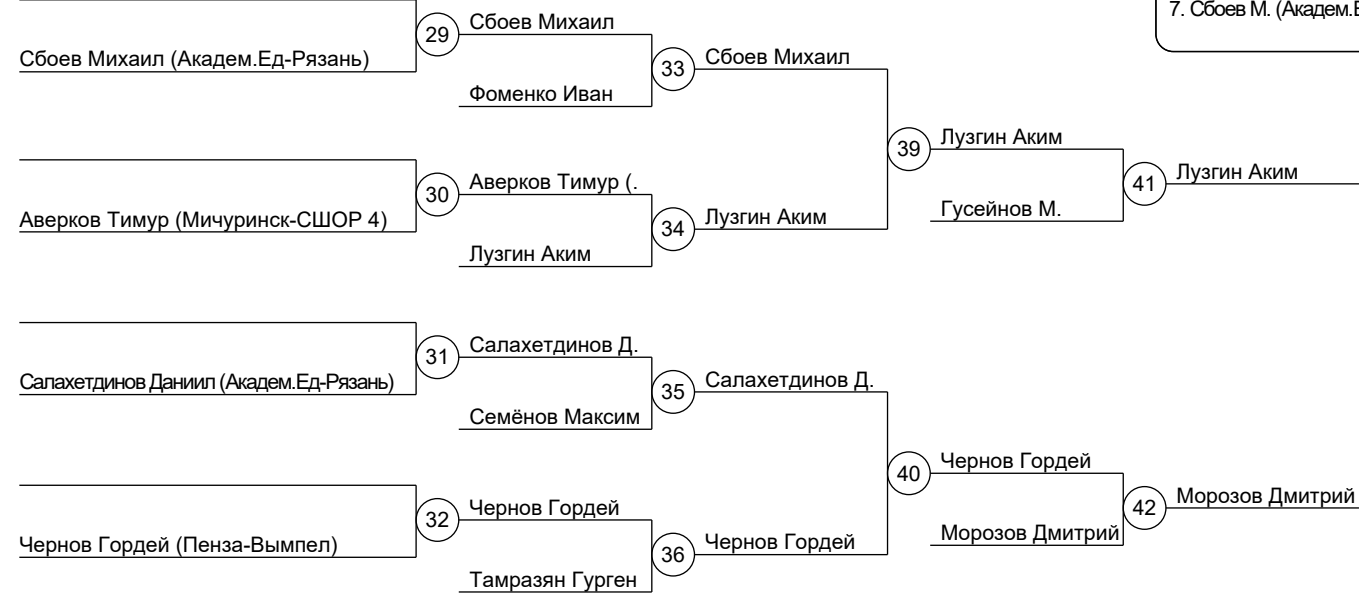 7. Сбоев М. (Академ.Е
29
Сбоев Михаил
Сбоев Михаил (Академ.Ед-Рязань)
33
Сбоев Михаил
Фоменко Иван
39
Лузгин Аким
30
Аверков Тимур (.
41
Лузгин Аким
Аверков Тимур (Мичуринск-СШОР 4)
34
Лузгин Аким
Гусейнов М.
Лузгин Аким
31
Салахетдинов Д.
Салахетдинов Даниил (Академ.Ед-Рязань)
35
Салахетдинов Д.
Семёнов Максим
40
Чернов Гордей
32
Чернов Гордей
42
Морозов Дмитрий
Чернов Гордей (Пенза-Вымпел)
36
Чернов Гордей
Морозов Дмитрий
Тамразян Гурген